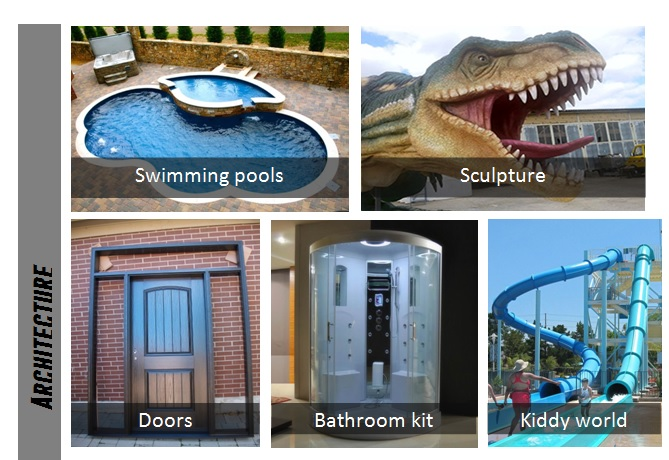 ARCHITECTURE
Swimming pools
Sculpture
Doors
Bathroom kit
Kiddy world